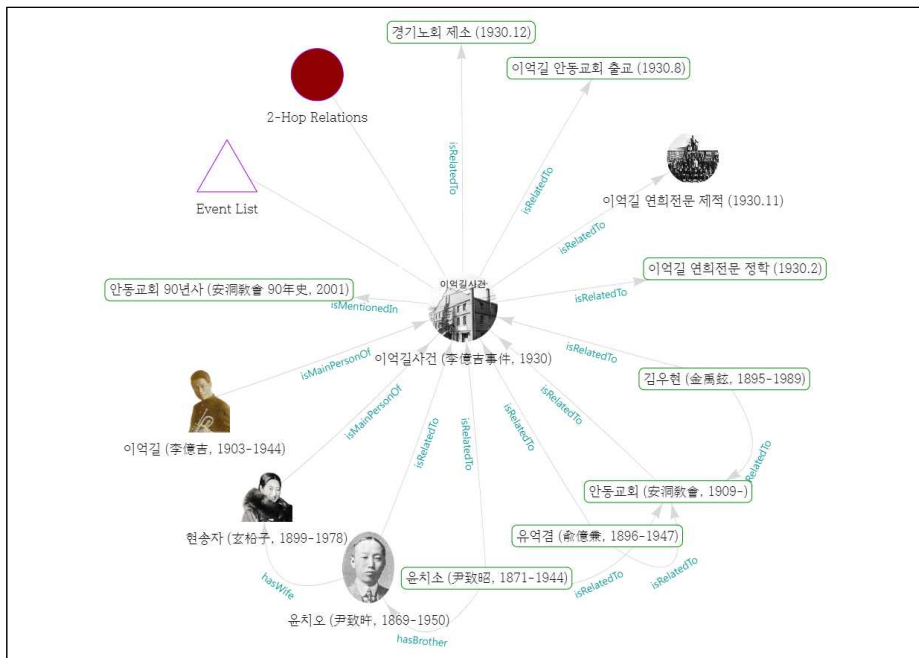 경기노회 제소 (1930.12)
이억길 안동교회 출교 (1930.8)
2-Hop Relations
isRelatedTo
isRelatedTo
Event List
이억길 연희전문 제적 (1930.11)
isRelatedTo
이억길 연희전문 정학 (1930.2)
안동교회 90년사 (安洞敎會 90年史, 2001)
이억길사건
isRelatedTo
isMentionedIn
이억길사건 (李億吉事件, 1930)
isRelatedTo
isMainPersonOf
김우현 (金禹鉉, 1895-1989)
isMainPersonOf
isRelatedTo
이억길 (李億吉, 1903-1944)
isRelatedTo
isRelatedTo
isRelatedTo
isRelatedTo
안동교회 (安洞敎會, 1909-)
현송자 (玄松子, 1899-1978)
유억겸 (兪億兼, 1896-1947)
hasWife
윤치소 (尹致昭, 1871-1944)
isRelatedTo
isRelatedTo
윤치오 (尹致旿, 1869-1950)
hasBrother